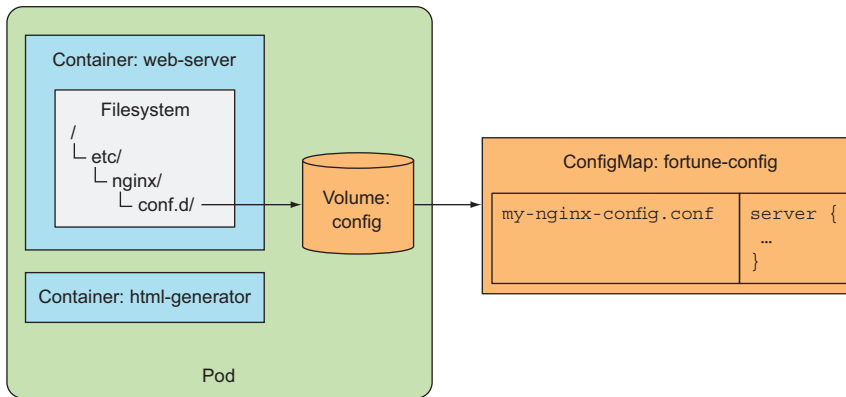 Container: web-server
Filesystem
/
etc/
nginx/
conf.d/
Container: html-generator
Pod
Volume:
config
ConfigMap: fortune-config
my-nginx-config.conf
server {
...
}